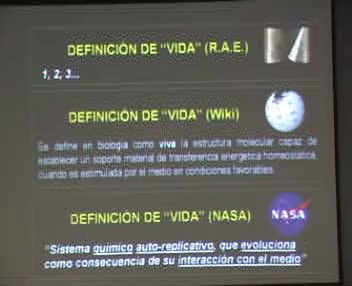 DEFINICIÓN DE "VIDA" (R.A.E.)
1, 2, 3...
DEFINICIÓN DE "VIDA" (Wiki)
Se define en biología como viva la estructura molecular capaz de
establecer un soporte material de transferencia energética homeostática,
cuando es estimulada por el medio en condiciones favorables.
DEFINICIÓN DE "VIDA" (NASA)
NASA
"Sistema químico auto-replicativo, que evoluciona
como consecuencia de su interacción con el medio"